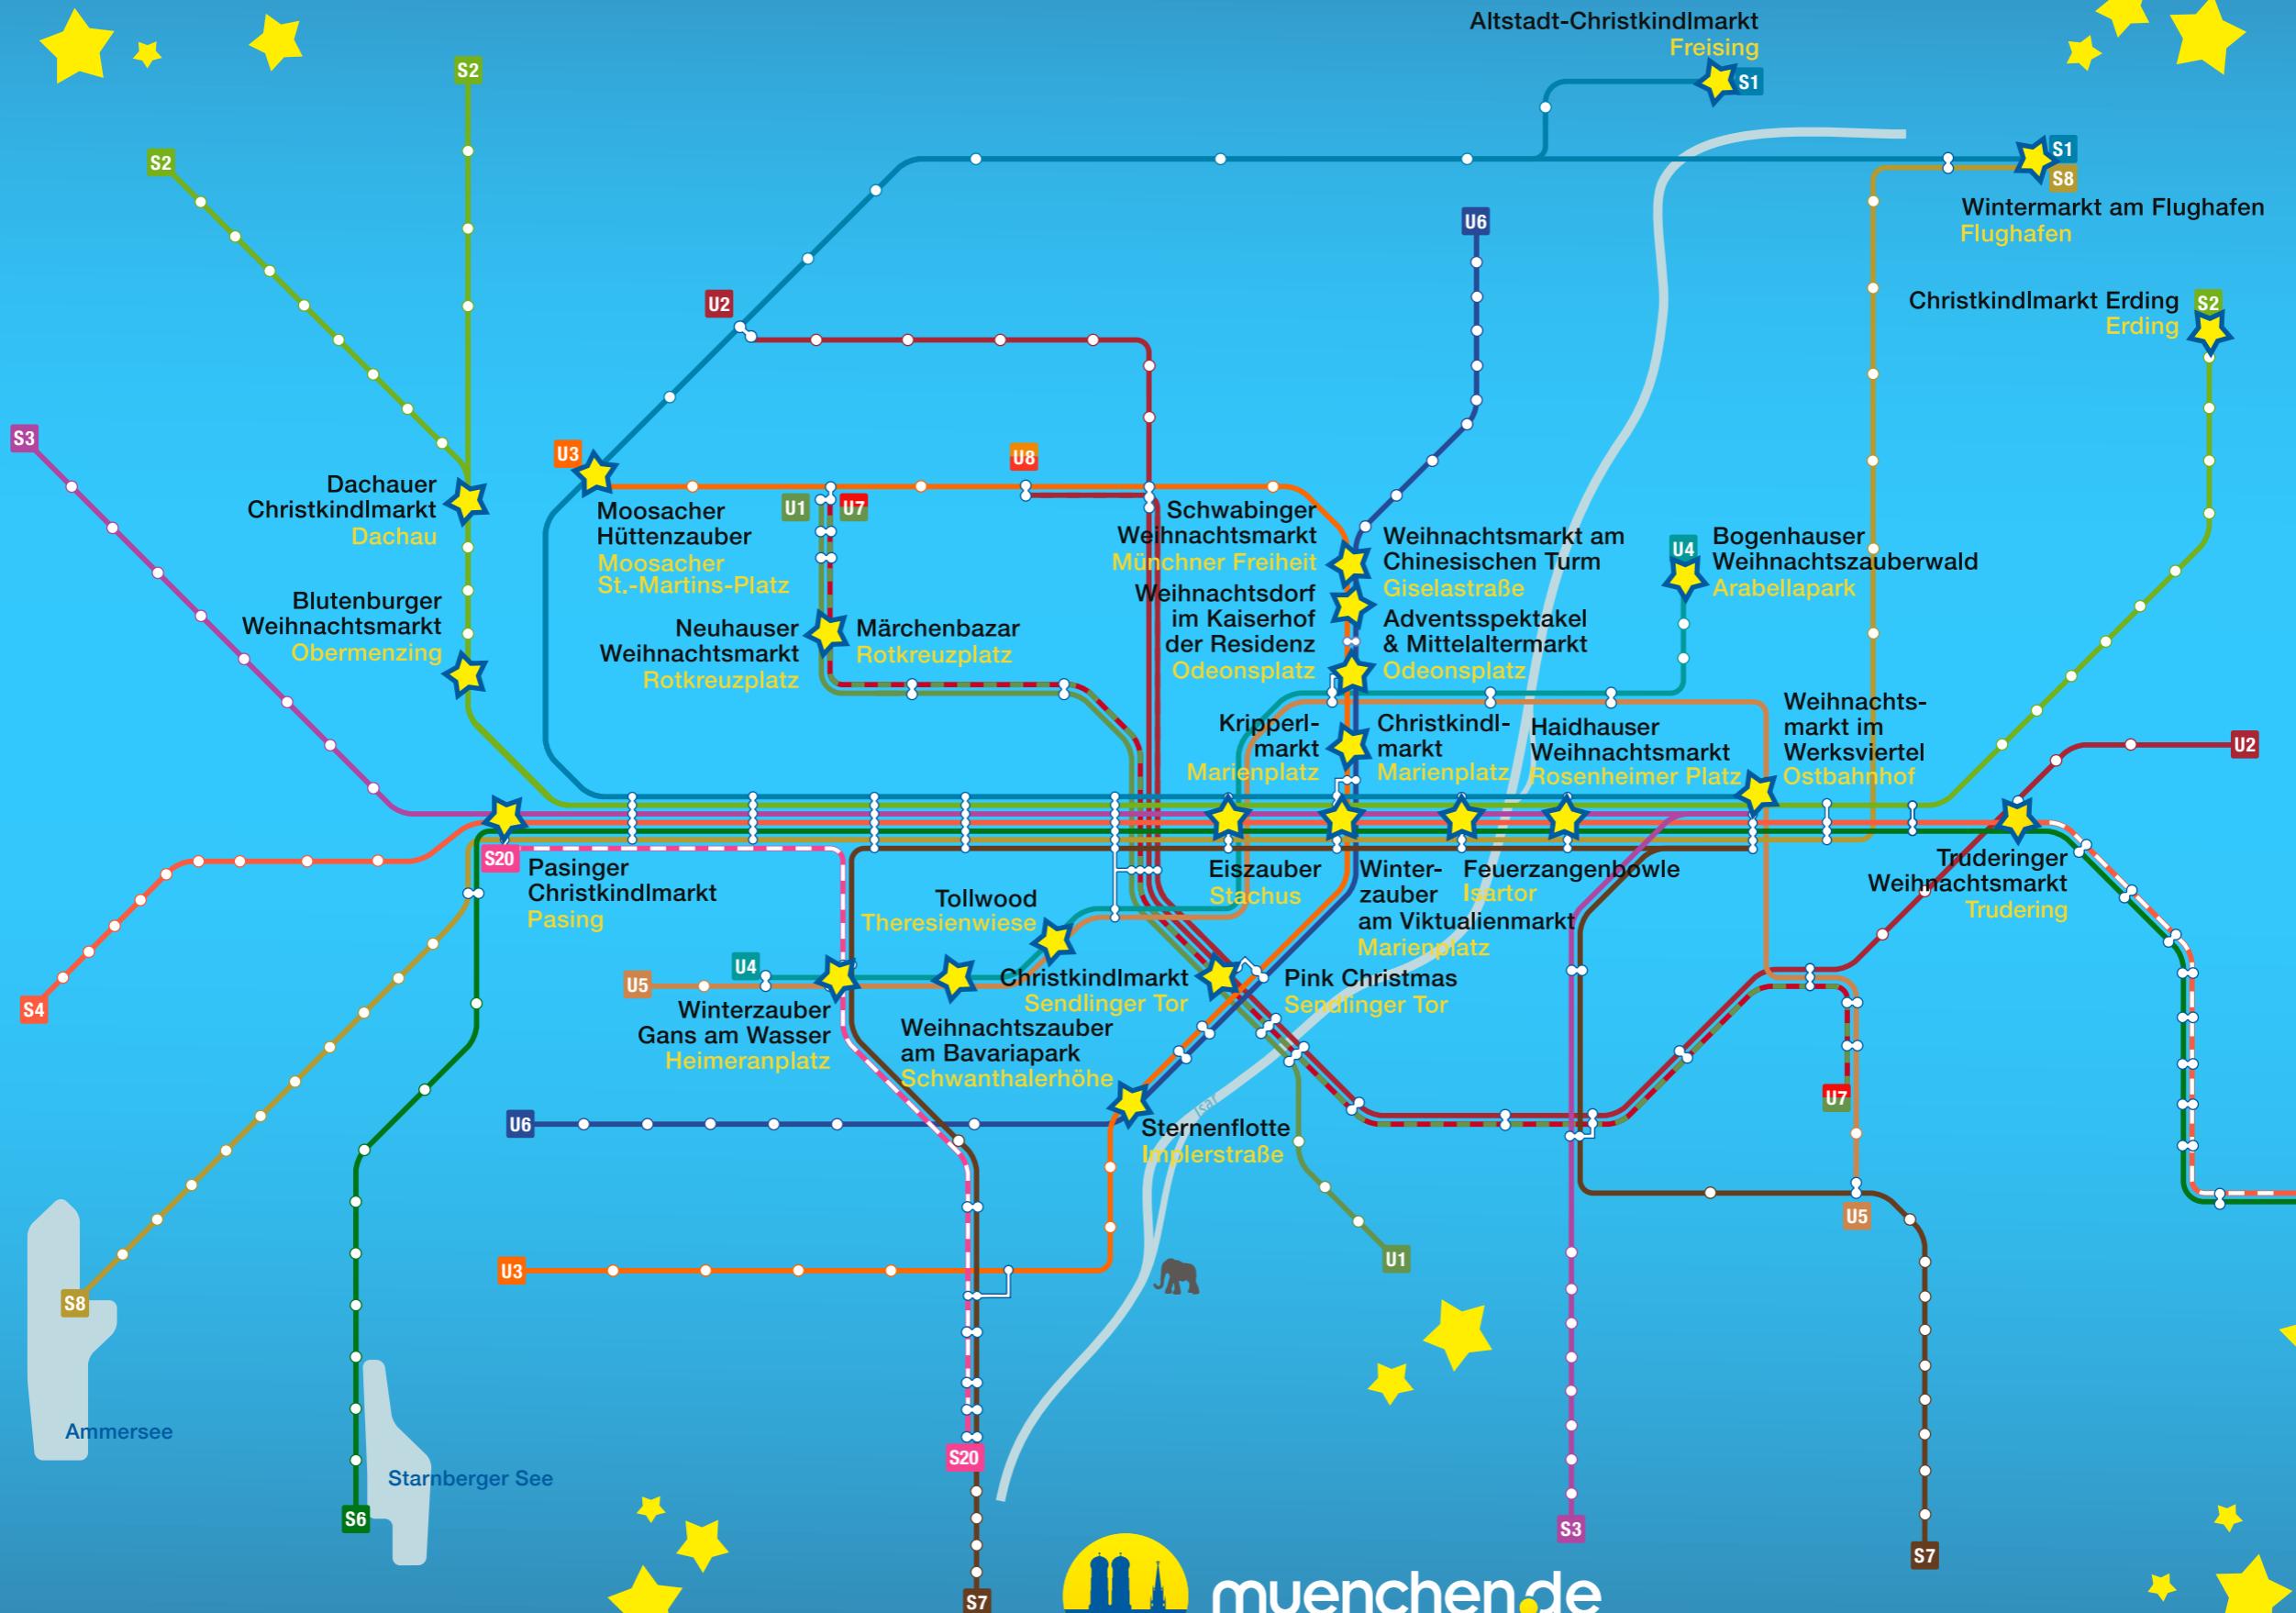 Altstadt-Christkindlmarkt
Freising
S1
S2
S2
S1
S8
Wintermarkt am Flughafen
Flughafen
U6
U2
Christkindlmarkt Erding
Erding
S2
S3
U3
U8
Dachauer
Christkindlmarkt
Dachau
Moosacher
Hüttenzauber
Moosacher
St.-Martins-Platz
U1
U7
Schwabinger
Weihnachtsmarkt
Münchner Freiheit
Weihnachtsmarkt am
Chinesischen Turm
Giselastraße
U4
Bogenhauser
Weihnachtszauberwald
Arabellapark
Blutenburger
Weihnachtsmarkt
Obermenzing
Neuhauser
Weihnachtsmarkt
Rotkreuzplatz
Märchenbazar
Rotkreuzplatz
Weihnachtsdorf
im Kaiserhof
der Residenz
Odeonsplatz
Adventsspektakel
& Mittelaltermarkt
Odeonsplatz
Kripperl-
markt
Marienplatz
Christkindl-
markt
Marienplatz
Haidhauser
Weihnachtsmarkt
Rosenheimer Platz
Weihnachts-
markt im
Werksviertel
Ostbahnhof
U2
S20
Pasinger
Christkindlmarkt
Pasing
Eiszauber
Stachus
Winter-
zauber
am Viktualienmarkt
Marienplatz
Feuerzangenbowle
Isartor
Truderinger
Weihnachtsmarkt
Trudering
Tollwood
Theresienwiese
S4
U5
U4
Christkindlmarkt
Sendlinger Tor
Pink Christmas
Sendlinger Tor
Winterzauber
Gans am Wasser
Heimeranplatz
Weihnachtszauber
am Bavariapark
Schwanthalerhöhe
U7
U6
Isar
Sternenflotte
Implerstraße
U5
U3
U1
S8
Ammersee
Starnberger See
S20
S6
S3
S7
S7
muenchen.de